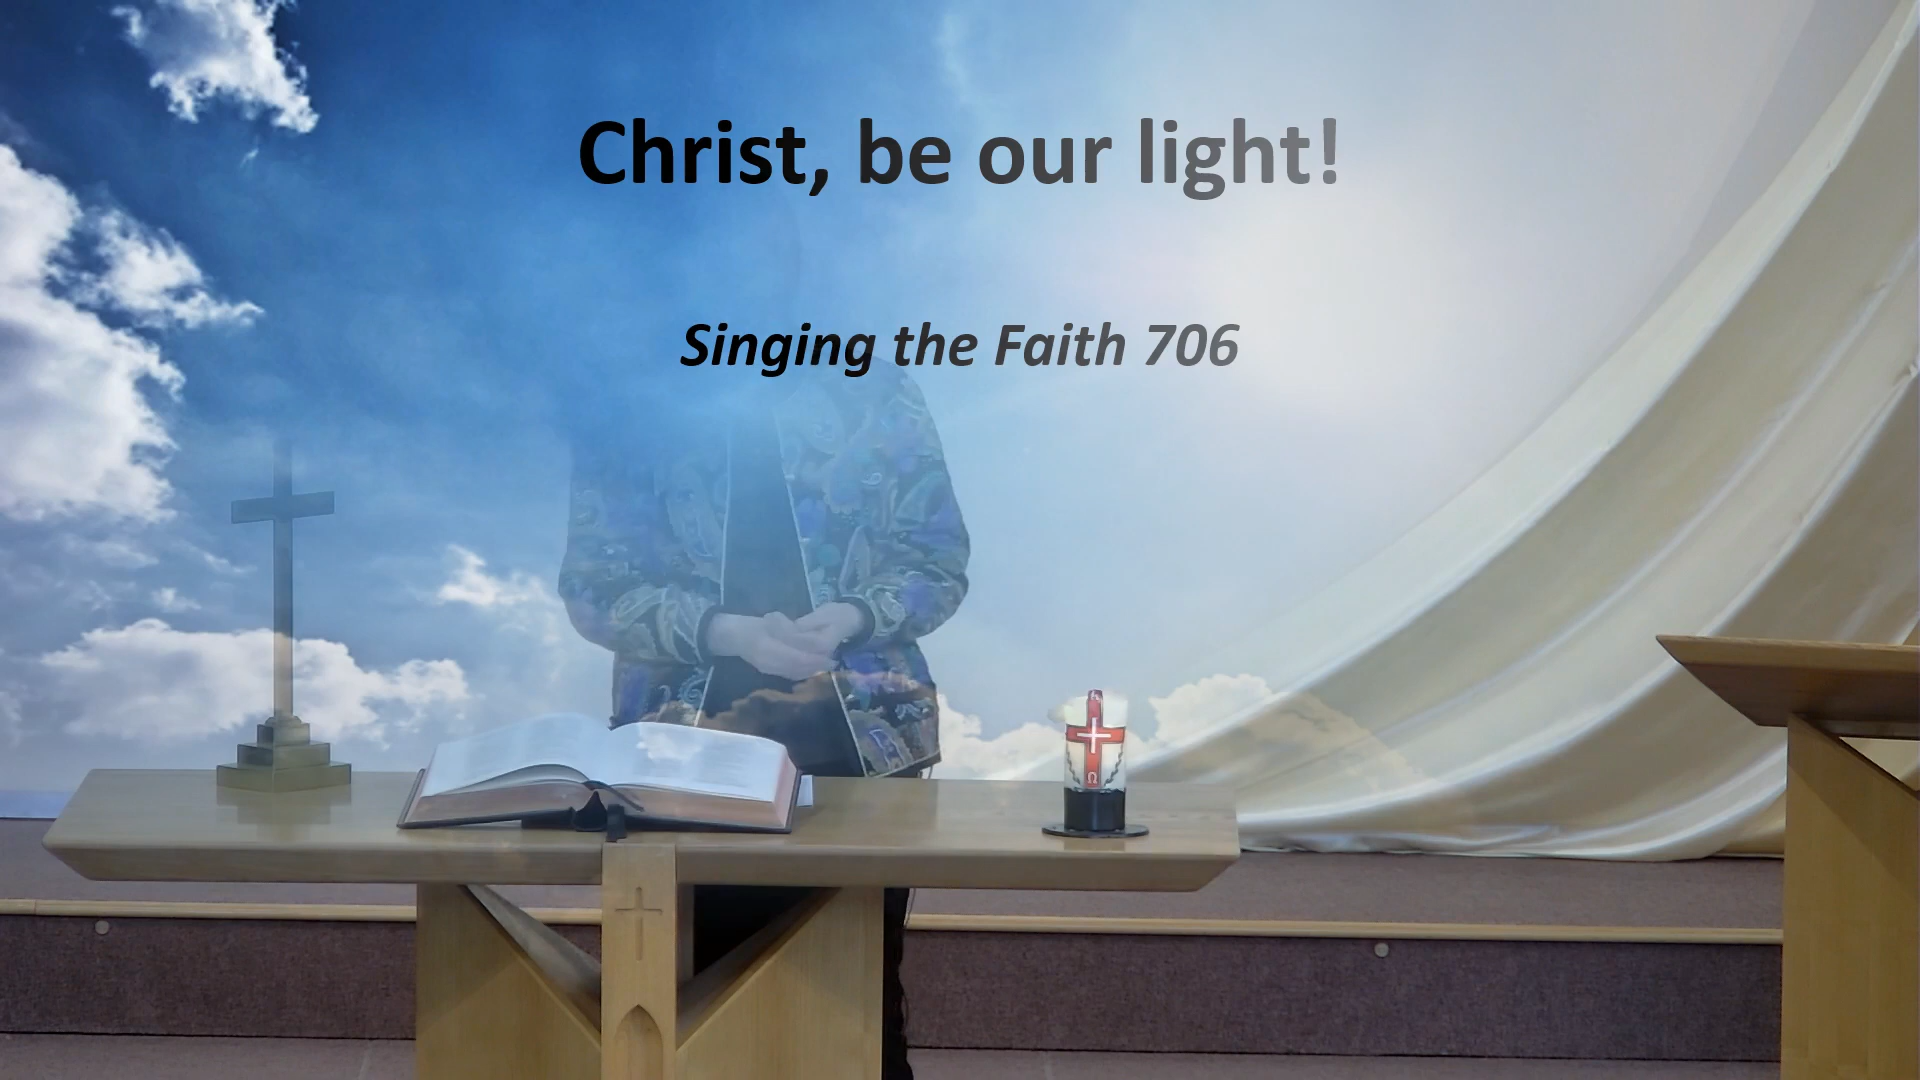 Christ, be our light!
Singing the Faith 706
Ω